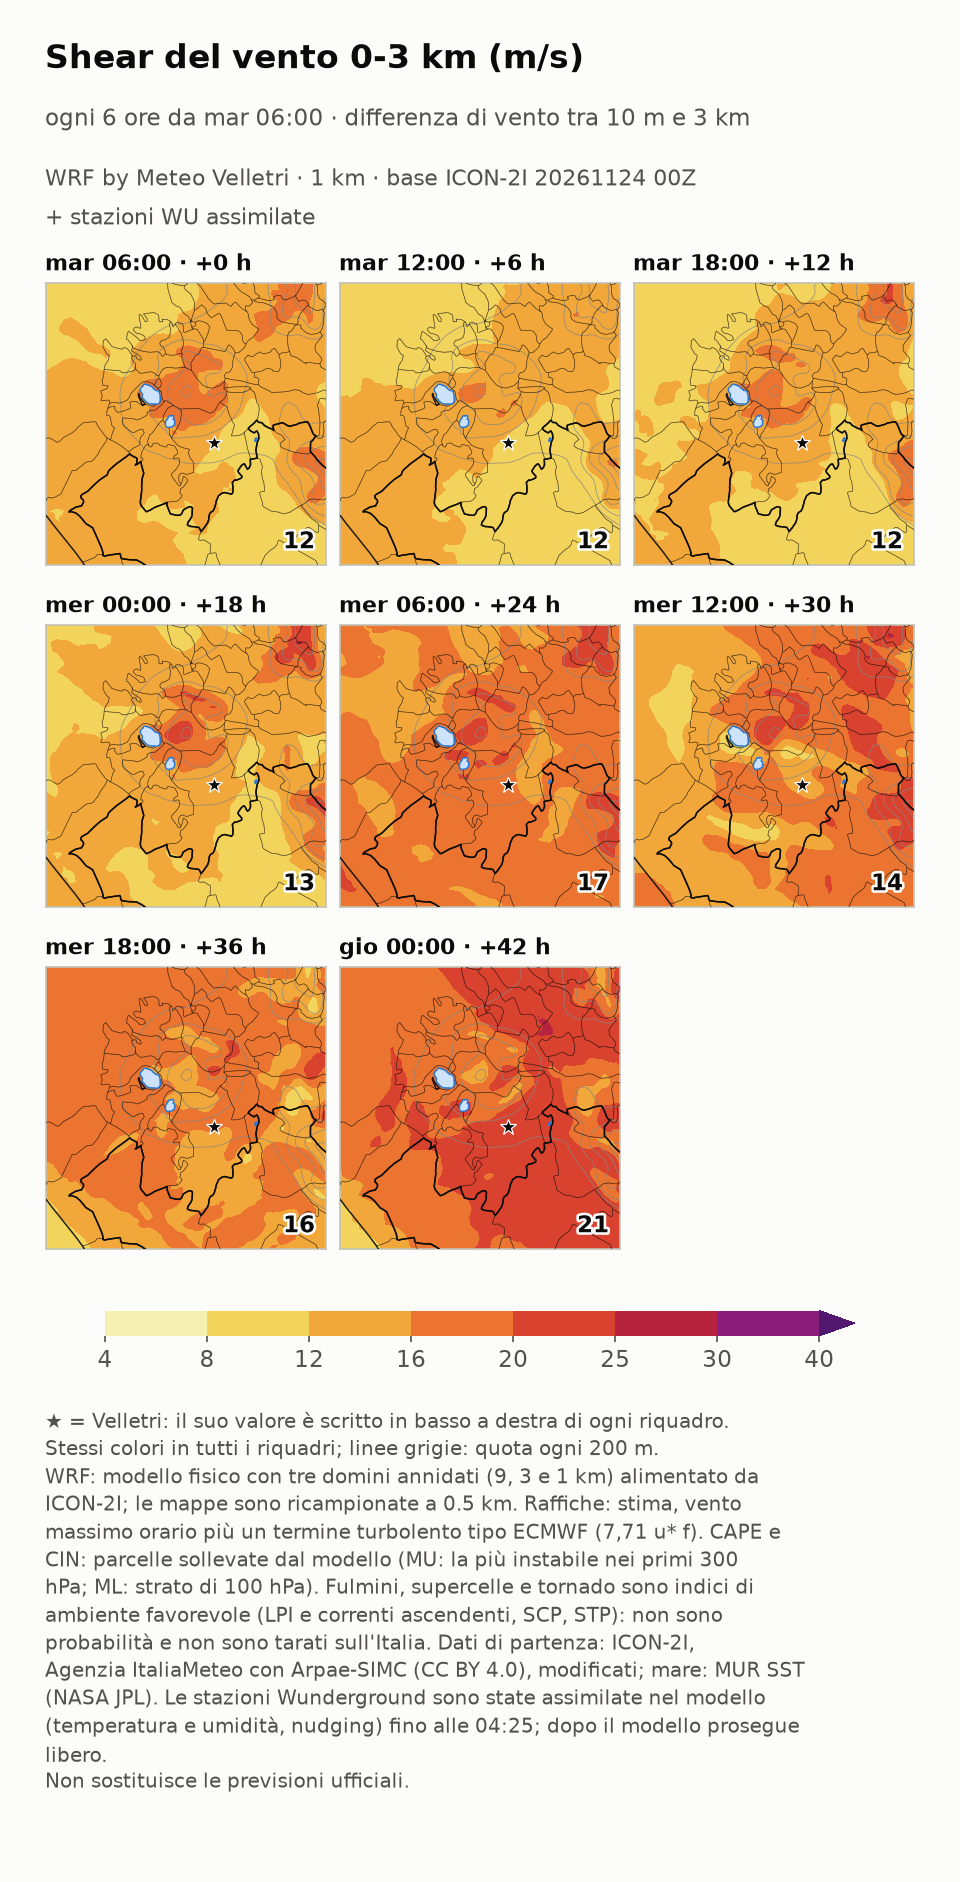 Shear del vento 0-3 km (m/s)
ogni 6 ore da mar 06:00 · differenza di vento tra 10 m e 3 km
WRF by Meteo Velletri · 1 km · base ICON-2I 20261124 00Z
+ stazioni WU assimilate
mar 06:00 · +0 h
mar 12:00 · +6 h
mar 18:00 · +12 h
12
12
12
mer 00:00 · +18 h
mer 06:00 · +24 h
mer 12:00 · +30 h
13
17
14
mer 18:00 · +36 h
gio 00:00 · +42 h
16
21
4 8 12 16 20 25 30 40
★ = Velletri: il suo valore è scritto in basso a destra di ogni riquadro.
Stessi colori in tutti i riquadri; linee grigie: quota ogni 200 m.
WRF: modello fisico con tre domini annidati (9, 3 e 1 km) alimentato da
ICON-2I; le mappe sono ricampionate a 0.5 km. Raffiche: stima, vento
massimo orario più un termine turbolento tipo ECMWF (7,71 u* f). CAPE e
CIN: parcelle sollevate dal modello (MU: la più instabile nei primi 300
hPa; ML: strato di 100 hPa). Fulmini, supercelle e tornado sono indici di
ambiente favorevole (LPI e correnti ascendenti, SCP, STP): non sono
probabilità e non sono tarati sull'Italia. Dati di partenza: ICON-2I,
Agenzia ItaliaMeteo con Arpae-SIMC (CC BY 4.0), modificati; mare: MUR SST
(NASA JPL). Le stazioni Wunderground sono state assimilate nel modello
(temperatura e umidità, nudging) fino alle 04:25; dopo il modello prosegue
libero.
Non sostituisce le previsioni ufficiali.